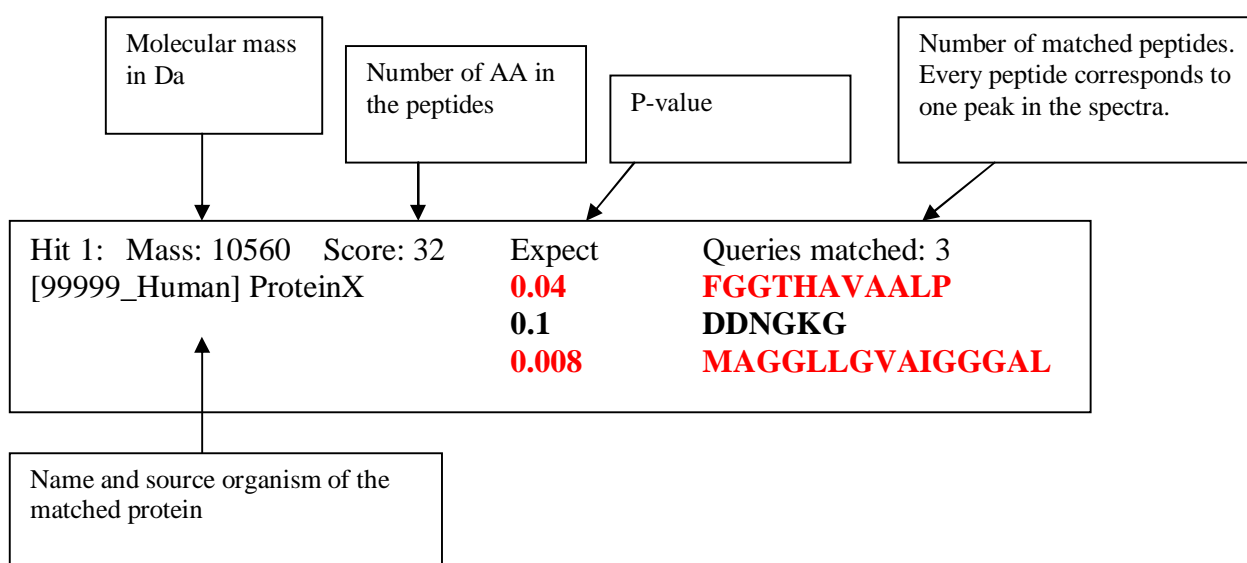 Molecular mass
in Da
Number of AA in
the peptides
P-value
Number of matched peptides.
Every peptide corresponds to
one peak in the spectra.
Hit 1: Mass: 10560 Score: 32 Expect Queries matched: 3
[99999_Human] ProteinX 0.04 FGGTHAVAALP
0.1 DDNGKG
0.008 MAGGLLGVAIGGGAL
Name and source organism of the
matched protein